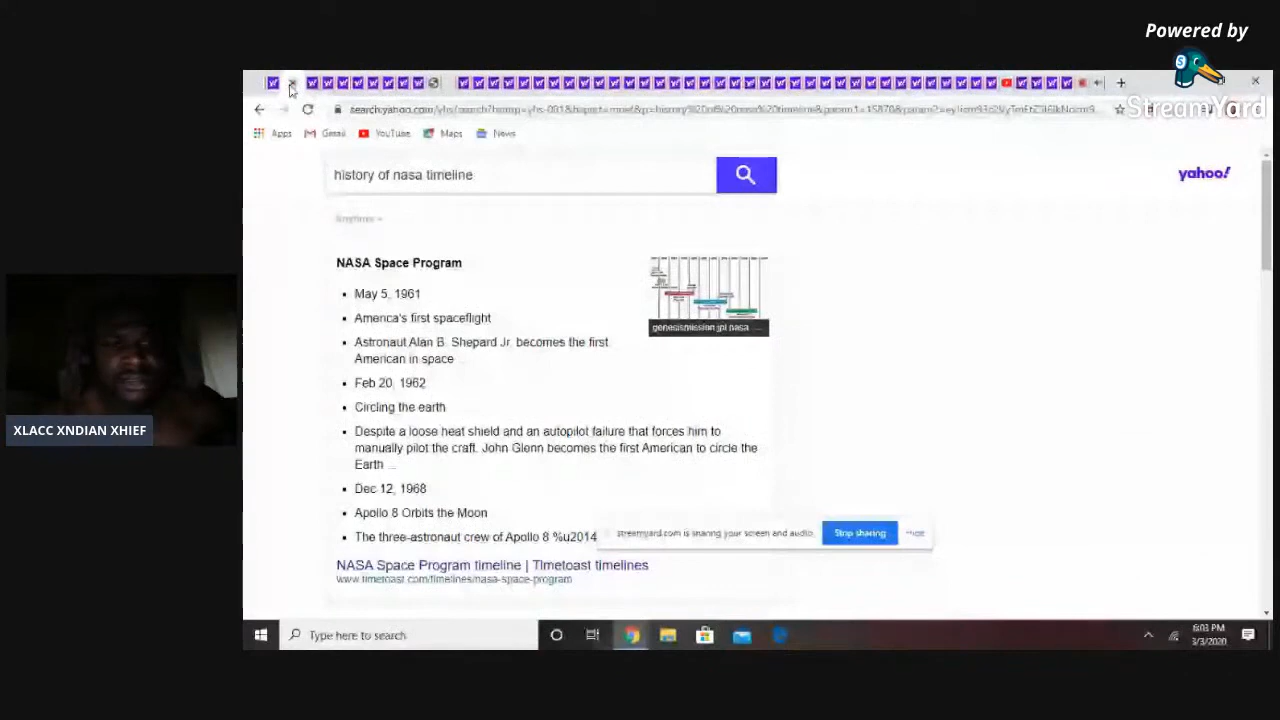 Powered by
StreamYard
Apps
Gmail
YouTube
Maps
News
history of nasa timeline
yahoo!
Anytime
NASA Space Program
May 5, 1961
America's first spaceflight
Astronaut Alan B. Shepard Jr. becomes the first
American in space ...
Feb 20, 1962
Circling the earth
Despite a loose heat shield and an autopilot failure that forces him to
manually pilot the craft. John Glenn becomes the first American to circle the
Earth ...
Dec 12, 1968
Apollo 8 Orbits the Moon
The three-astronaut crew of Apollo 8 %u2014
genesismission.jpl.nasa ...
NASA Space Program timeline | Timetoast timelines
www.timetoast.com/timelines/nasa-space-program
streamyard.com is sharing your screen and audio.
Stop sharing
Hide
XLACC XNDIAN XHIEF
Type here to search
6:03 PM
3/3/2020